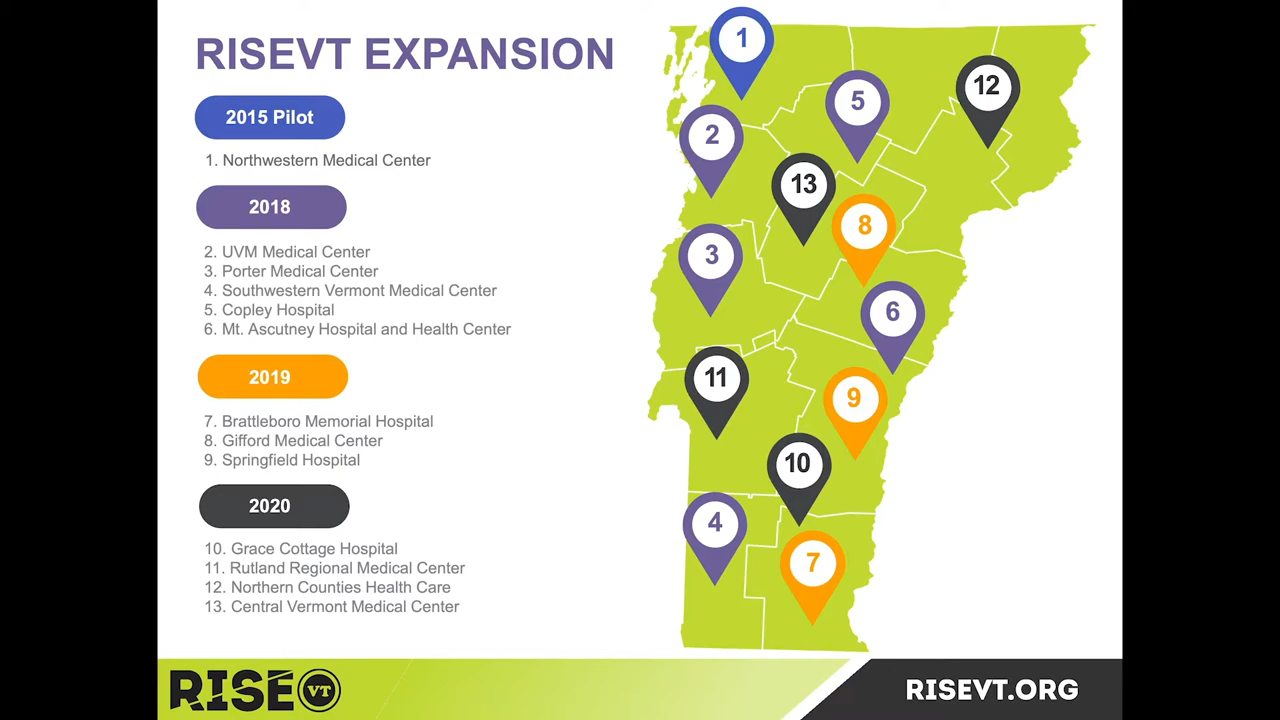 RISEVT EXPANSION
2015 Pilot
1. Northwestern Medical Center
2018
2. UVM Medical Center
3. Porter Medical Center
4. Southwestern Vermont Medical Center
5. Copley Hospital
6. Mt. Ascutney Hospital and Health Center
2019
7. Brattleboro Memorial Hospital
8. Gifford Medical Center
9. Springfield Hospital
2020
10. Grace Cottage Hospital
11. Rutland Regional Medical Center
12. Northern Counties Health Care
13. Central Vermont Medical Center
1
12
5
2
13
8
3
6
11
9
10
4
7
RISE VT
RISEVT.ORG